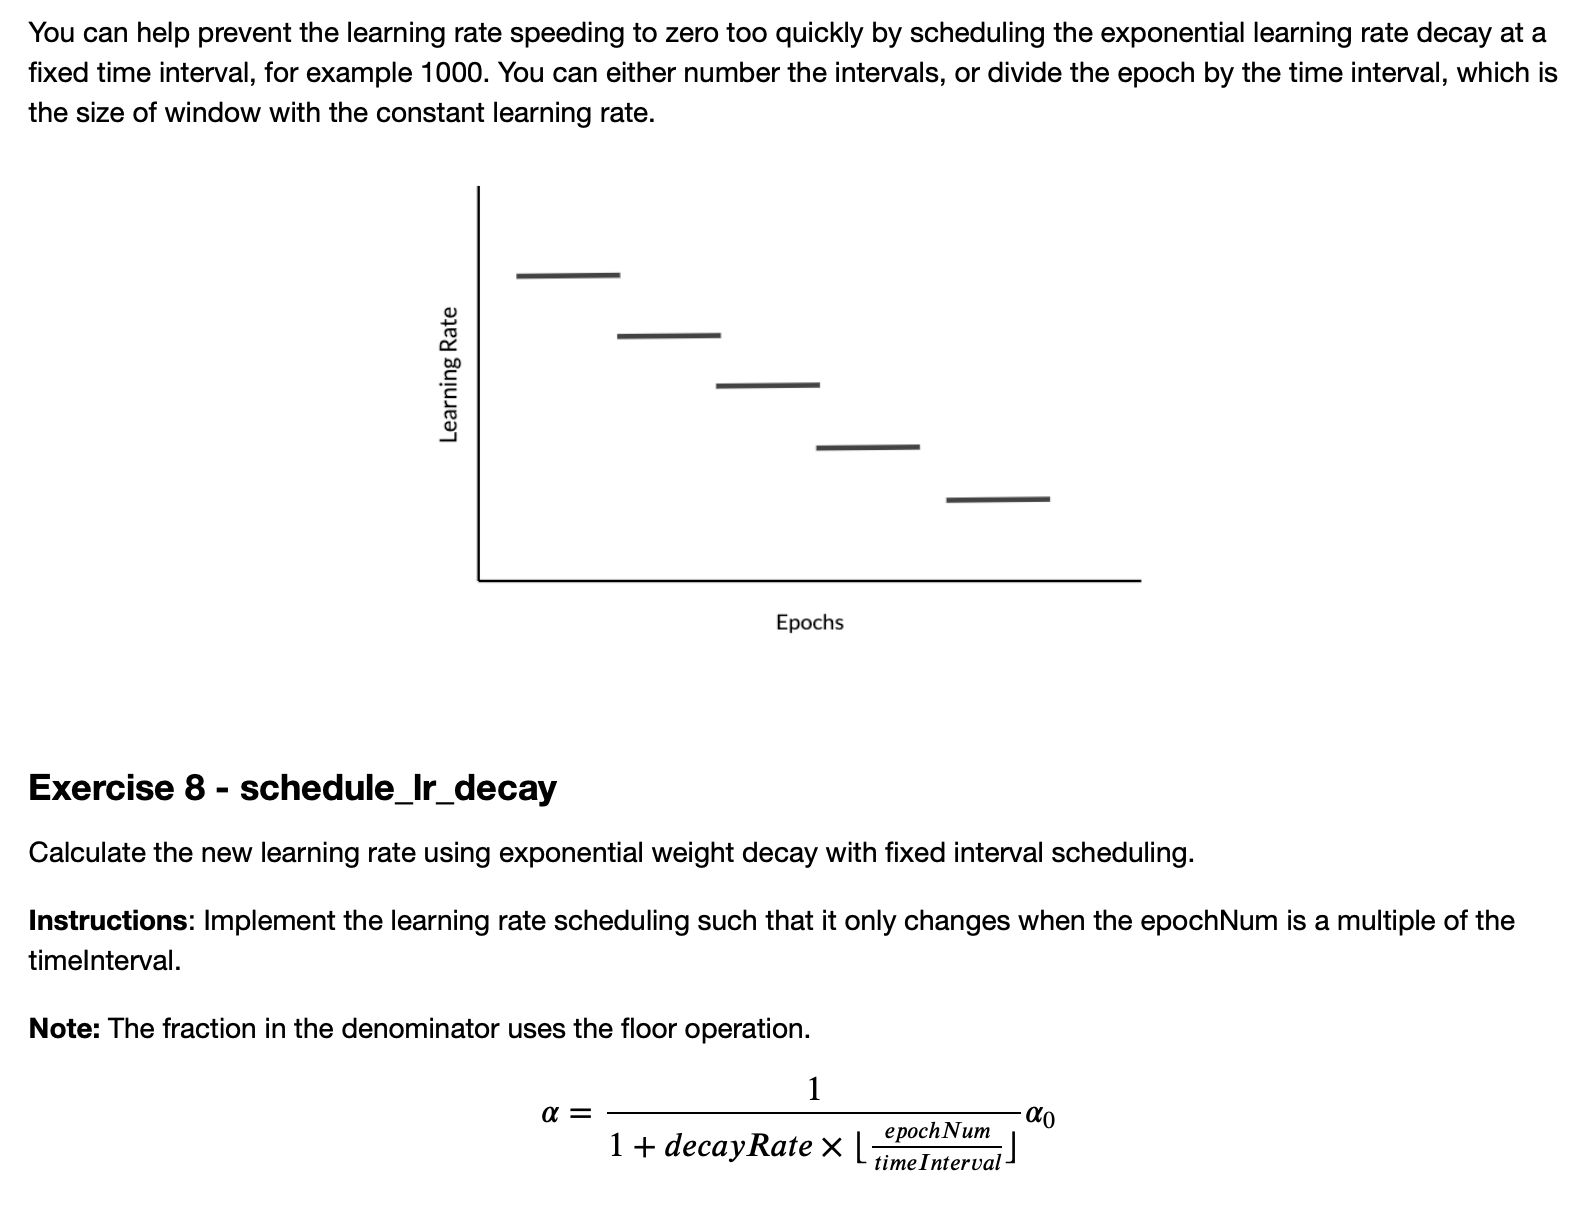 You can help prevent the learning rate speeding to zero too quickly by scheduling the exponential learning rate decay at a
fixed time interval, for example 1000. You can either number the intervals, or divide the epoch by the time interval, which is
the size of window with the constant learning rate.
Learning Rate
Epochs
Exercise 8 - schedule_lr_decay
Calculate the new learning rate using exponential weight decay with fixed interval scheduling.
Instructions: Implement the learning rate scheduling such that it only changes when the epochNum is a multiple of the
timeInterval.
Note: The fraction in the denominator uses the floor operation.
α = \frac{1}{1 + decayRate × ⌊\frac{epochNum}{timeInterval}⌋} α₀